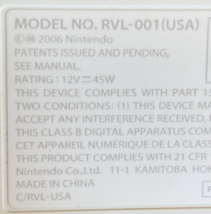 MODEL NO. RVL-001(USA)
©Ⓜ 2006 Nintendo
PATENTS ISSUED AND PENDING,
SEE MANUAL.
RATING : 12V⎓45W
THIS DEVICE COMPLIES WITH PART 15
TWO CONDITIONS: (1) THIS DEVICE MA
ACCEPT ANY INTERFERENCE RECEIVED,
THIS CLASS B DIGITAL APPARATUS COM
CET APPAREIL NUMÉRIQUE DE LA CLASS
THIS PRODUCT COMPLIES WITH 21 CFR
Nintendo Co., Ltd. 11-1 KAMITOBA HOK
MADE IN CHINA
C/RVL-USA